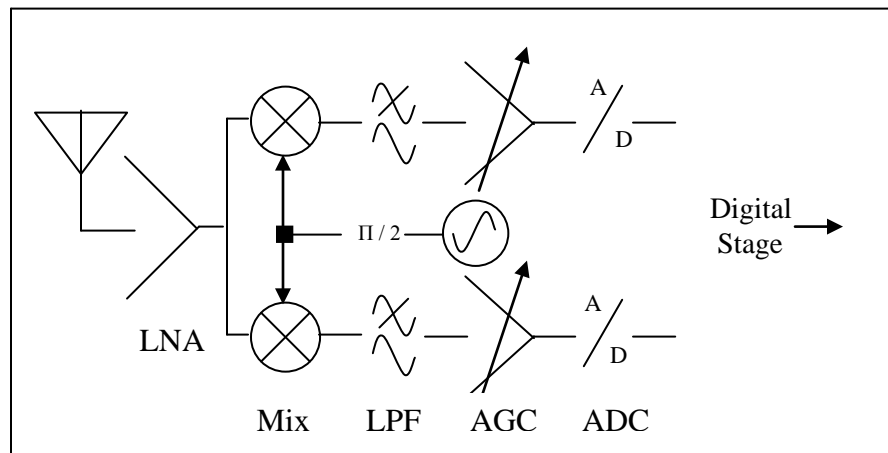 A
D
Π / 2
Digital
Stage
A
D
LNA
Mix LPF AGC ADC